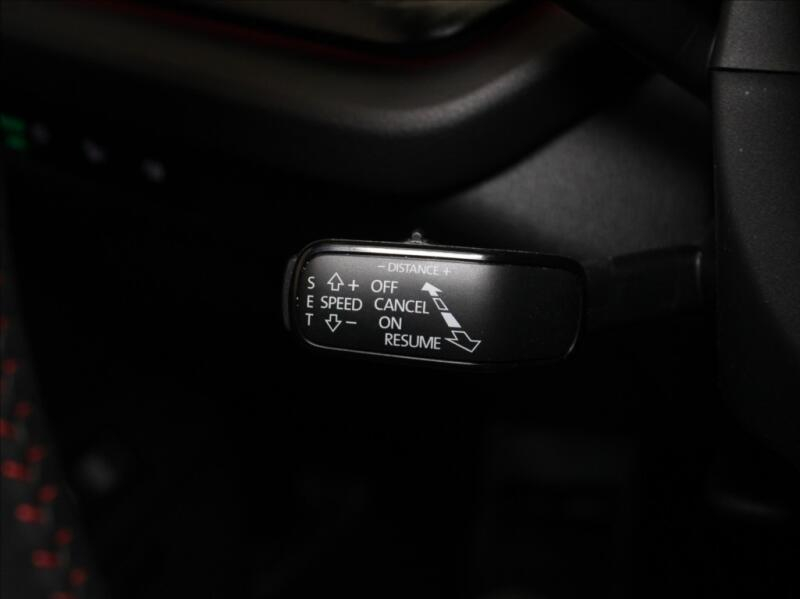 − DISTANCE +
S + OFF
E SPEED CANCEL
T − ON
RESUME